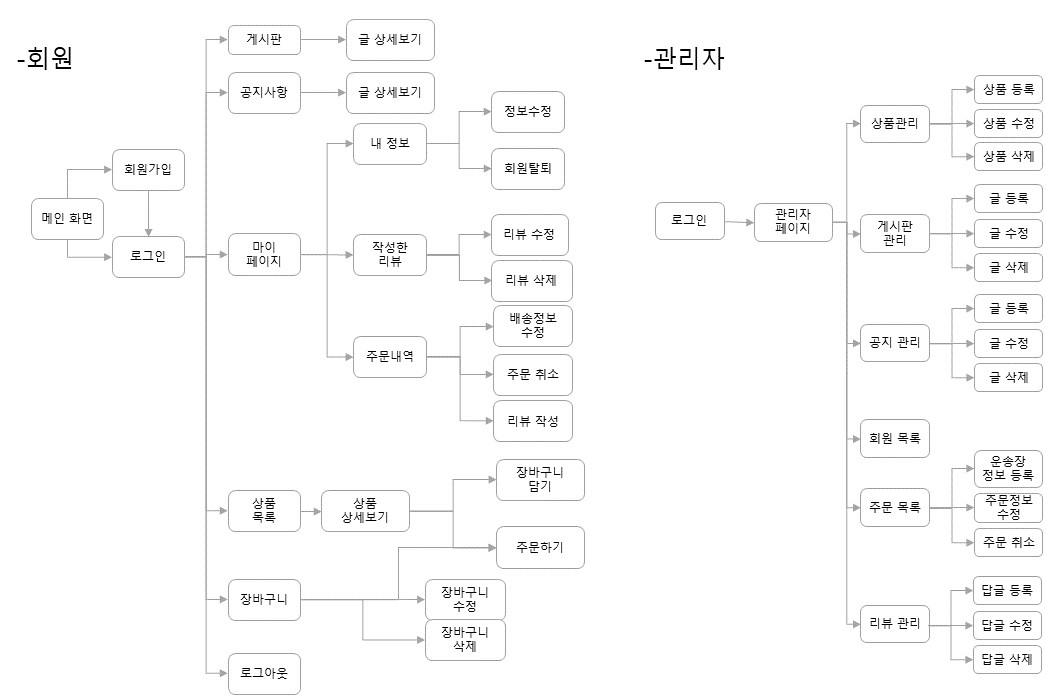 -회원
게시판
글 상세보기
공지사항
글 상세보기
내 정보
정보수정
회원탈퇴
회원가입
메인 화면
로그인
마이
페이지
작성한
리뷰
리뷰 수정
리뷰 삭제
주문내역
배송정보
수정
주문 취소
리뷰 작성
상품
목록
상품
상세보기
장바구니
담기
주문하기
장바구니
장바구니
수정
장바구니
삭제
로그아웃
-관리자
로그인
관리자
페이지
상품관리
상품 등록
상품 수정
상품 삭제
게시판
관리
글 등록
글 수정
글 삭제
공지 관리
글 등록
글 수정
글 삭제
회원 목록
주문 목록
운송장
정보 등록
주문정보
수정
주문 취소
리뷰 관리
답글 등록
답글 수정
답글 삭제